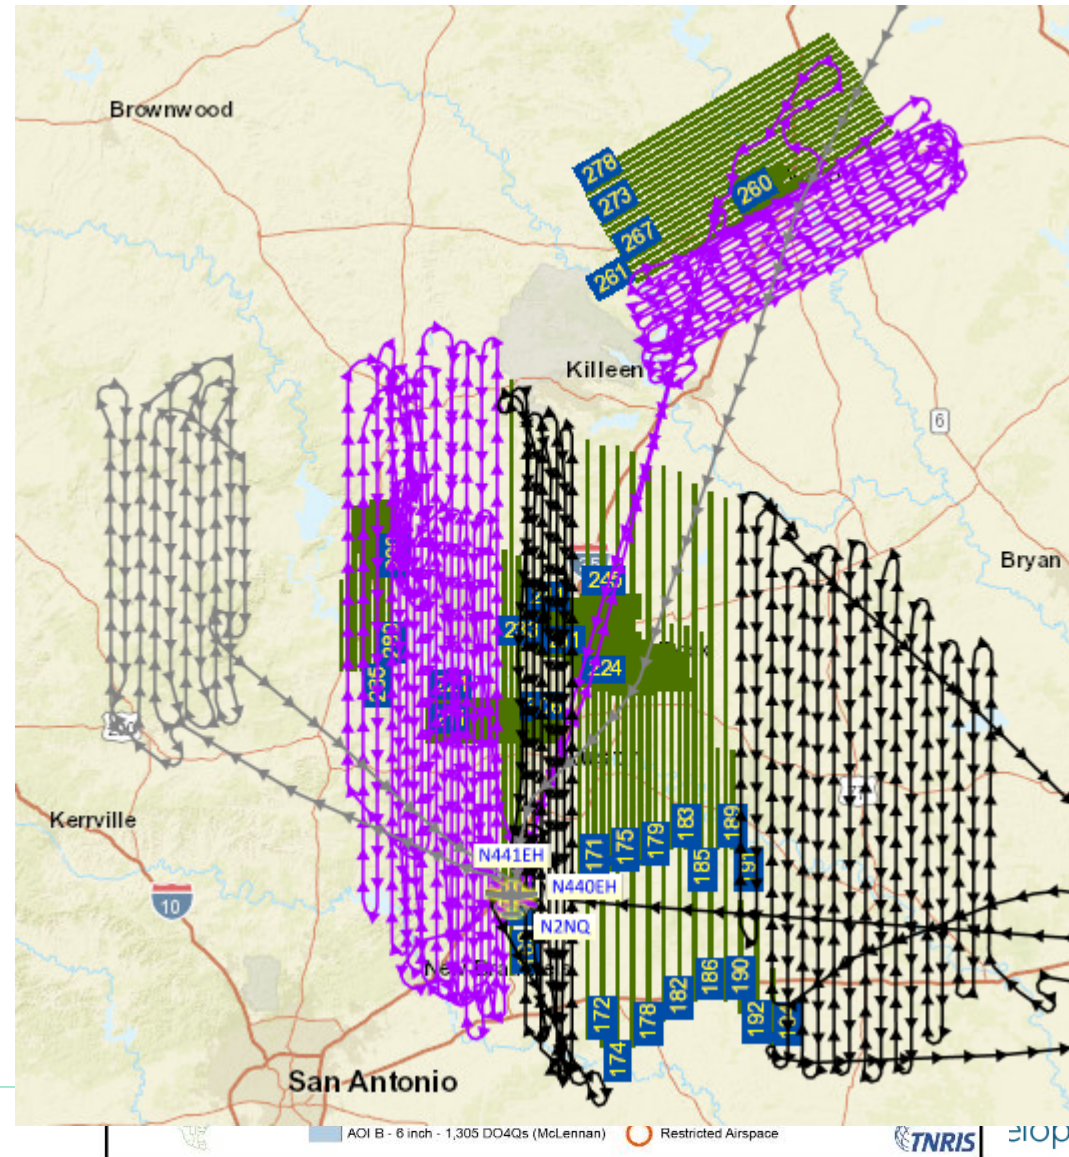 Brownwood
278
273
260
267
261
Killeen
6
Bryan
245
224
235
Kerrville
183
189
171
175
179
185
191
N441EH
N440EH
10
N2NQ
186
190
182
172
178
192
174
San Antonio
AOI B - 6 inch - 1,305 DO4Qs (McLennan)
Restricted Airspace
TNRIS
elop